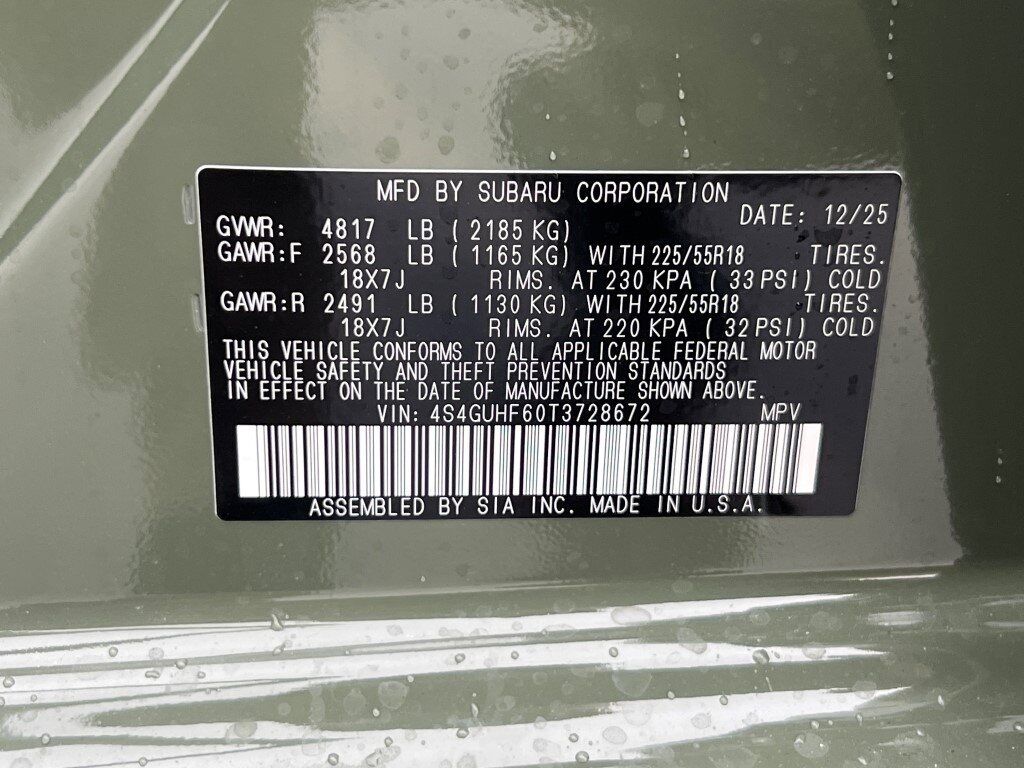 MFD BY SUBARU CORPORATION
DATE: 12/25
GVWR: 4817 LB ( 2185 KG)
GAWR:F 2568 LB ( 1165 KG) WITH 225/55R18 TIRES.
18X7J RIMS. AT 230 KPA ( 33 PSI) COLD
GAWR:R 2491 LB ( 1130 KG) WITH 225/55R18 TIRES.
18X7J RIMS. AT 220 KPA ( 32 PSI) COLD
THIS VEHICLE CONFORMS TO ALL APPLICABLE FEDERAL MOTOR
VEHICLE SAFETY AND THEFT PREVENTION STANDARDS
IN EFFECT ON THE DATE OF MANUFACTURE SHOWN ABOVE.
VIN: 4S4GUHF60T3728672 MPV
ASSEMBLED BY SIA INC. MADE IN U.S.A.